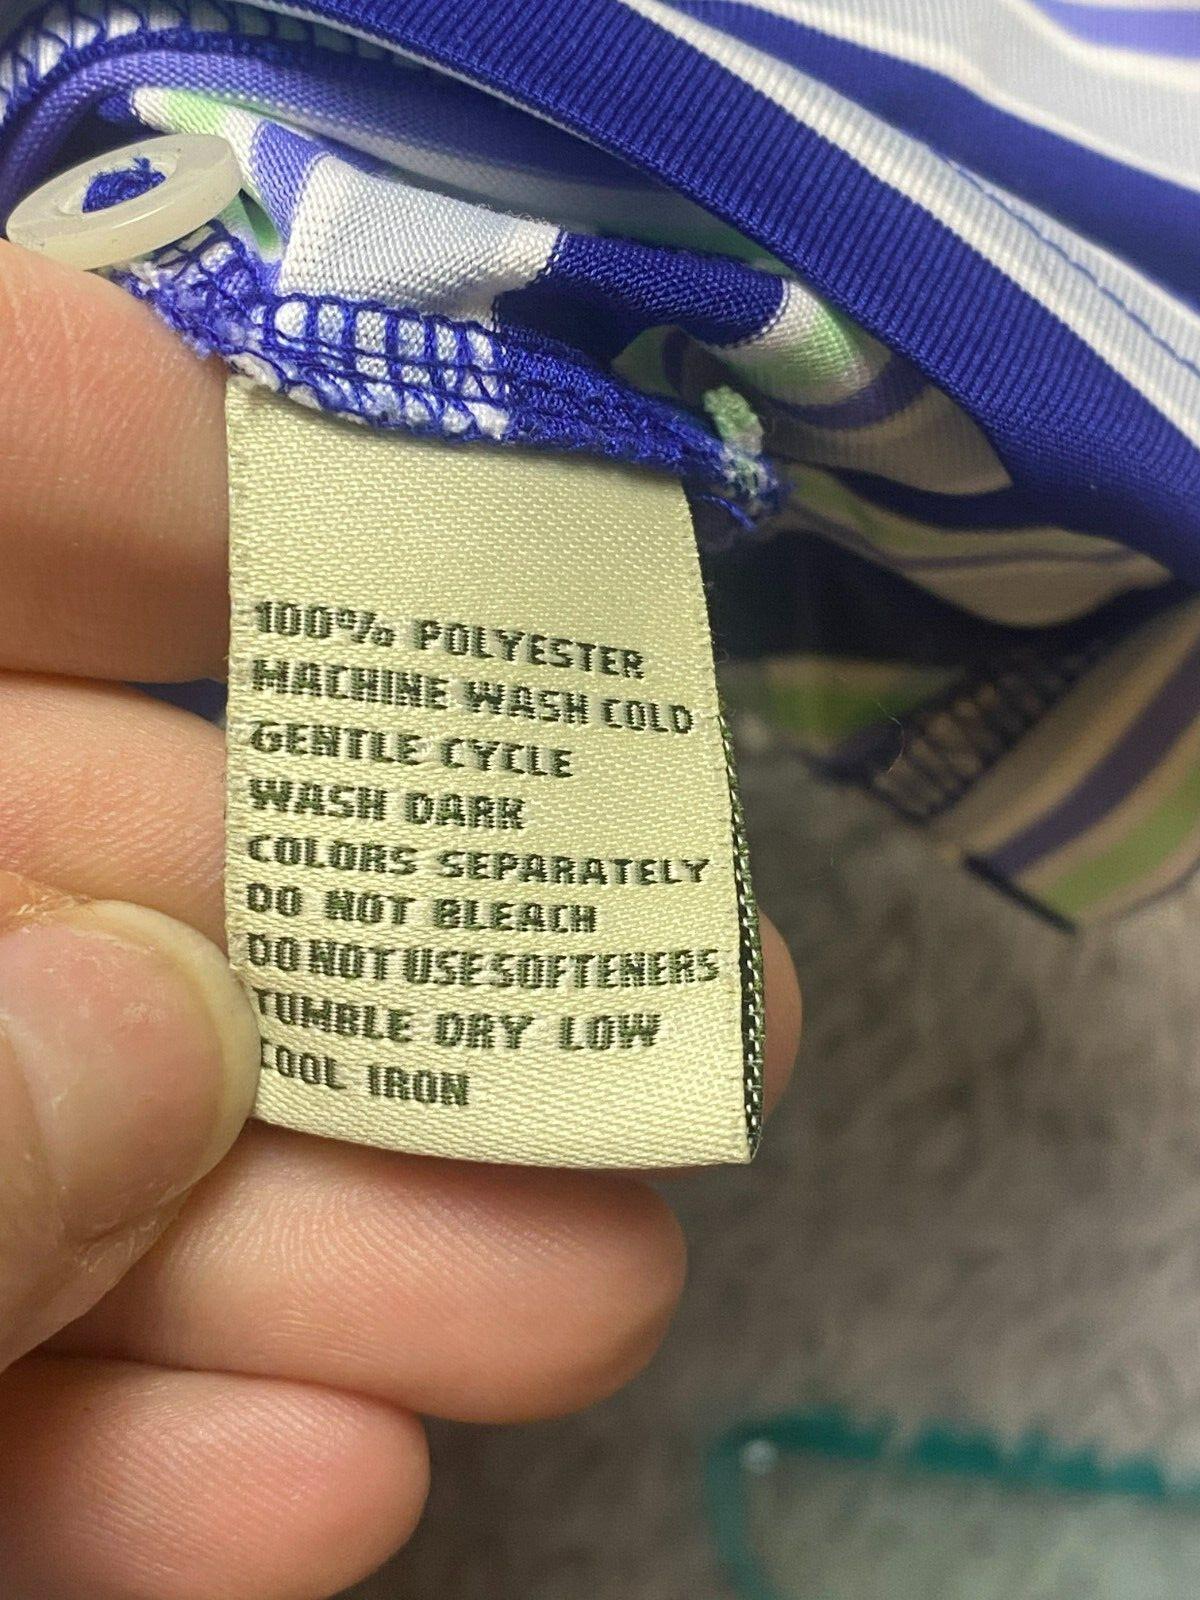 100% POLYESTER
MACHINE WASH COLD
GENTLE CYCLE
WASH DARK
COLORS SEPARATELY
DO NOT BLEACH
DO NOT USE SOFTENERS
TUMBLE DRY LOW
COOL IRON